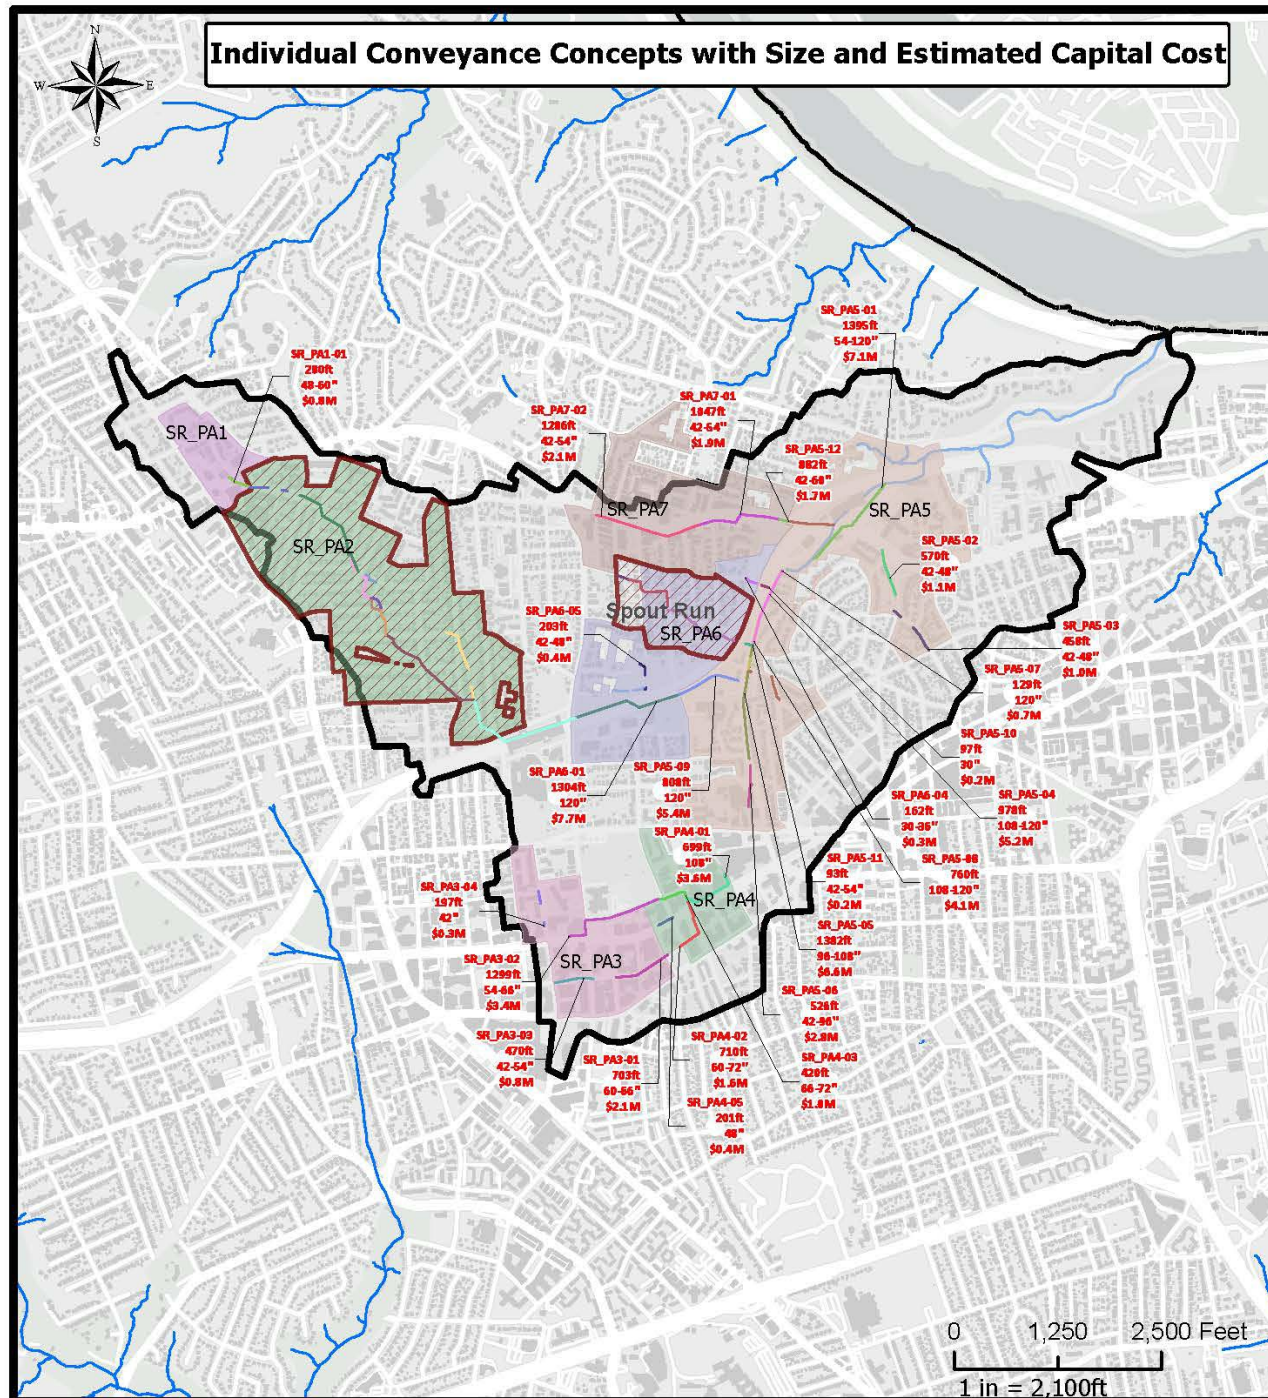 Individual Conveyance Concepts with Size and Estimated Capital Cost
N
W
E
S
SR_PA5-01
1395ft
54-120"
$7.1M
SR_PA1-01
280ft
48-60"
$0.8M
SR_PA7-02
1286ft
42-54"
$2.1M
SR_PA7-01
1047ft
42-54"
$1.9M
SR_PA5-12
882ft
42-60"
$1.7M
SR_PA1
SR_PA7
SR_PA5
SR_PA2
SR_PA5-02
570ft
42-48"
$1.1M
SR_PA6-05
203ft
42-48"
$0.4M
Spout Run
SR_PA6
SR_PA5-03
458ft
42-48"
$1.0M
SR_PA5-07
129ft
120"
$0.7M
SR_PA5-10
97ft
30"
$0.2M
SR_PA6-01
1304ft
120"
$7.7M
SR_PA5-09
808ft
120"
$5.4M
SR_PA6-04
162ft
30-36"
$0.3M
SR_PA5-04
978ft
108-120"
$5.2M
SR_PA4-01
699ft
108"
$3.6M
SR_PA5-11
93ft
42-54"
$0.2M
SR_PA5-08
760ft
108-120"
$4.1M
SR_PA3-04
197ft
42"
$0.3M
SR_PA4
SR_PA5-05
1382ft
96-108"
$6.6M
SR_PA3-02
1299ft
54-66"
$3.4M
SR_PA3
SR_PA5-06
526ft
42-96"
$2.8M
SR_PA3-03
470ft
42-54"
$0.8M
SR_PA3-01
703ft
60-66"
$2.1M
SR_PA4-02
710ft
60-72"
$1.6M
SR_PA4-03
420ft
66-72"
$1.8M
SR_PA4-05
201ft
48"
$0.4M
0 1,250 2,500 Feet
1 in = 2,100ft